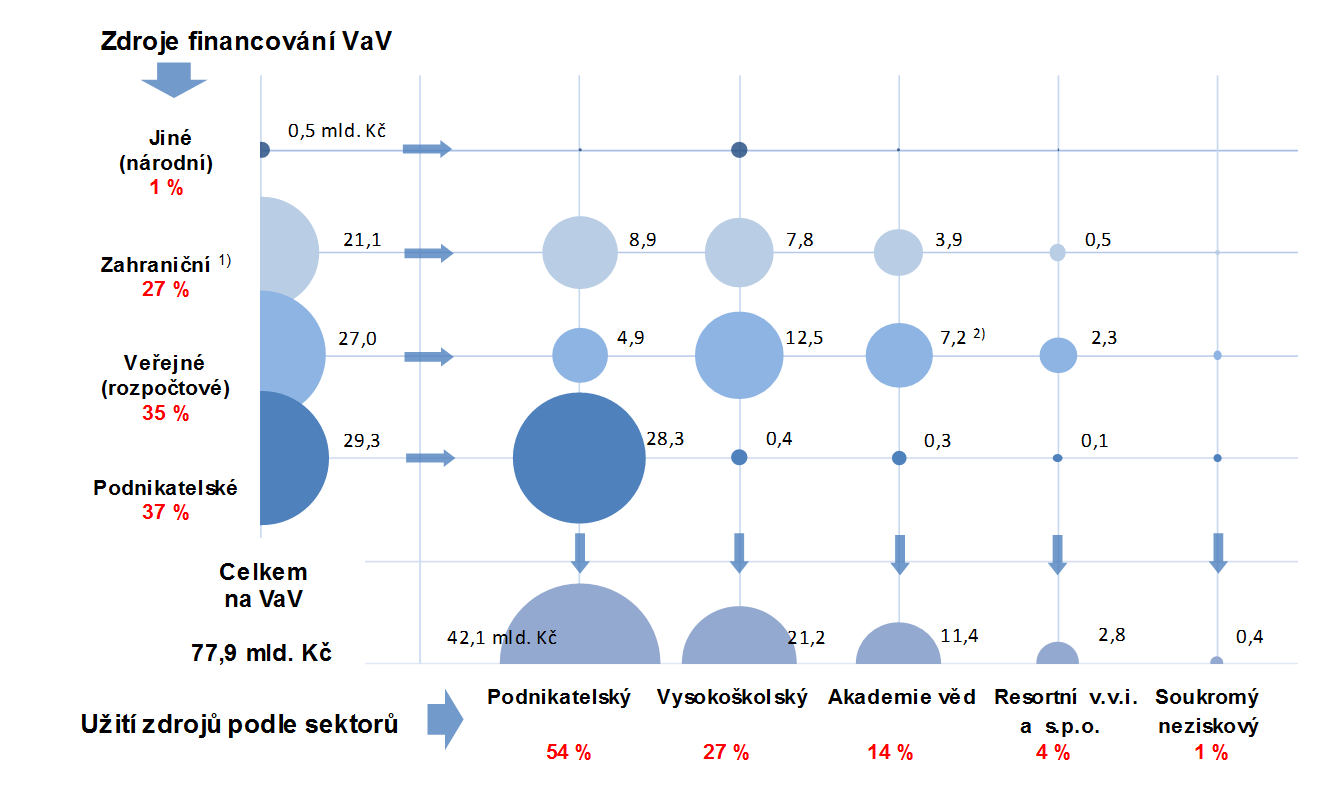 Zdroje financování VaV
Jiné
(národní)
1 %
0,5 mld. Kč
Zahraniční 1)
27 %
21,1
8,9
7,8
3,9
0,5
Veřejné
(rozpočtové)
35 %
27,0
4,9
12,5
7,2 2)
2,3
Podnikatelské
37 %
29,3
28,3
0,4
0,3
0,1
Celkem
na VaV
77,9 mld. Kč
42,1 mld. Kč
21,2
11,4
2,8
0,4
Užití zdrojů podle sektorů
Podnikatelský
54 %
Vysokoškolský
27 %
Akademie věd
14 %
Resortní v.v.i.
a s.p.o.
4 %
Soukromý
neziskový
1 %